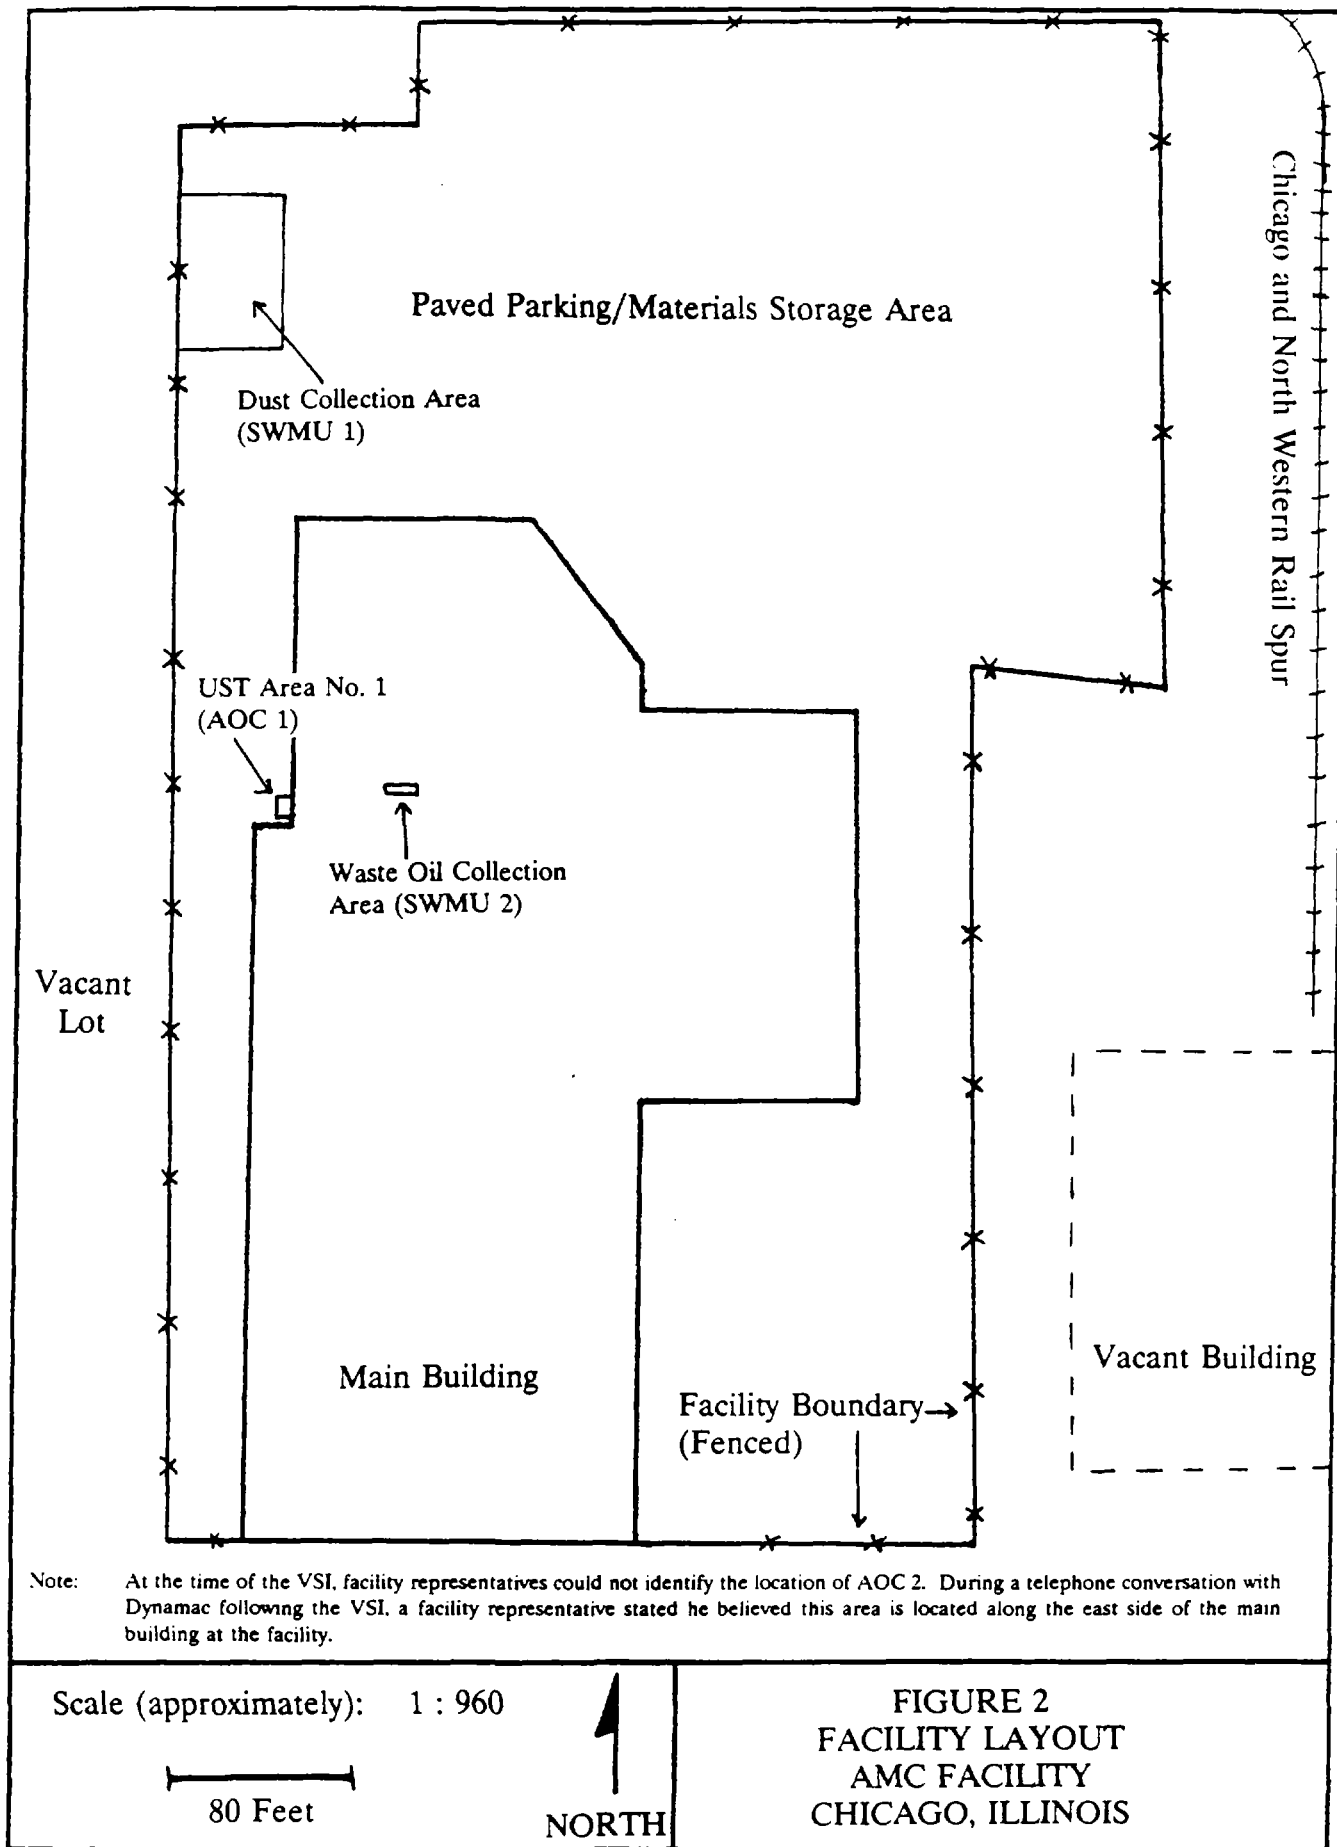 Chicago and North Western Rail Spur
Paved Parking/Materials Storage Area
Dust Collection Area
(SWMU 1)
UST Area No. 1
(AOC 1)
Waste Oil Collection
Area (SWMU 2)
Vacant
Lot
Main Building
Facility Boundary
(Fenced)
Vacant Building
Note: At the time of the VSI, facility representatives could not identify the location of AOC 2. During a telephone conversation with
Dynamac following the VSI, a facility representative stated he believed this area is located along the east side of the main
building at the facility.
Scale (approximately): 1 : 960
80 Feet
NORTH
FIGURE 2
FACILITY LAYOUT
AMC FACILITY
CHICAGO, ILLINOIS